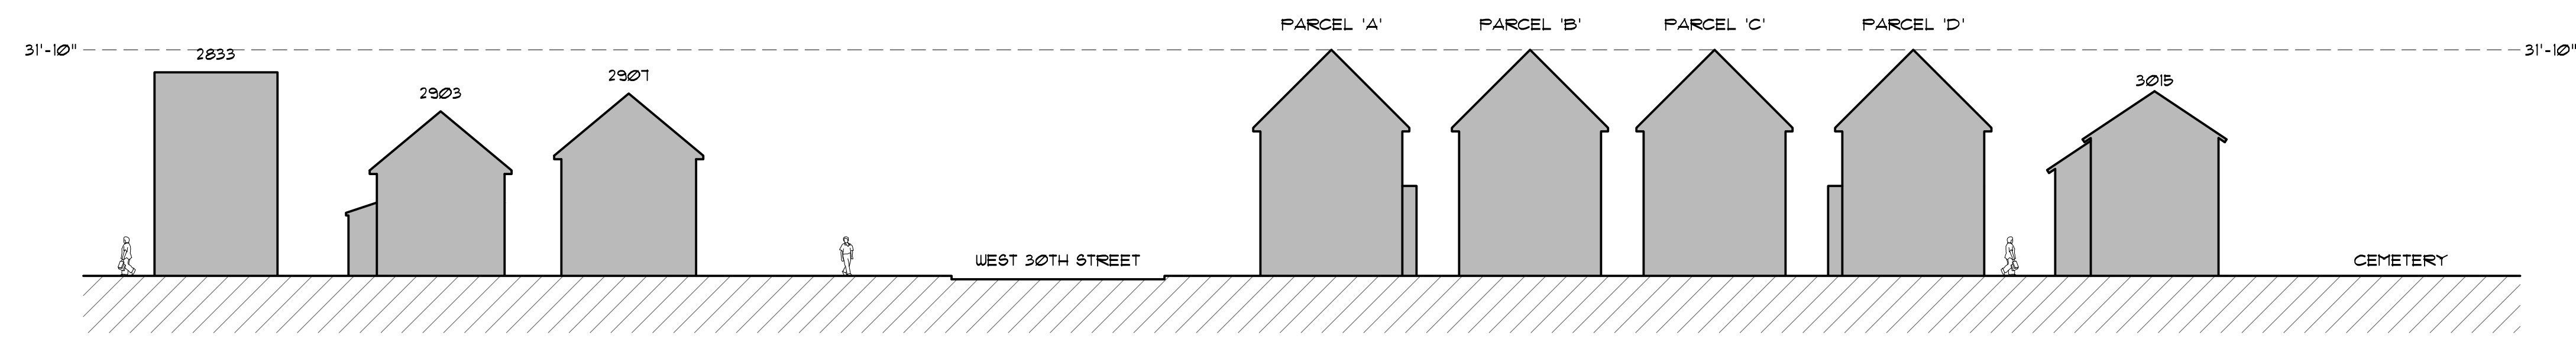 PARCEL 'A'
PARCEL 'B'
PARCEL 'C'
PARCEL 'D'
31'-10"
31'-10"
2833
2903
2907
3015
WEST 30TH STREET
CEMETERY